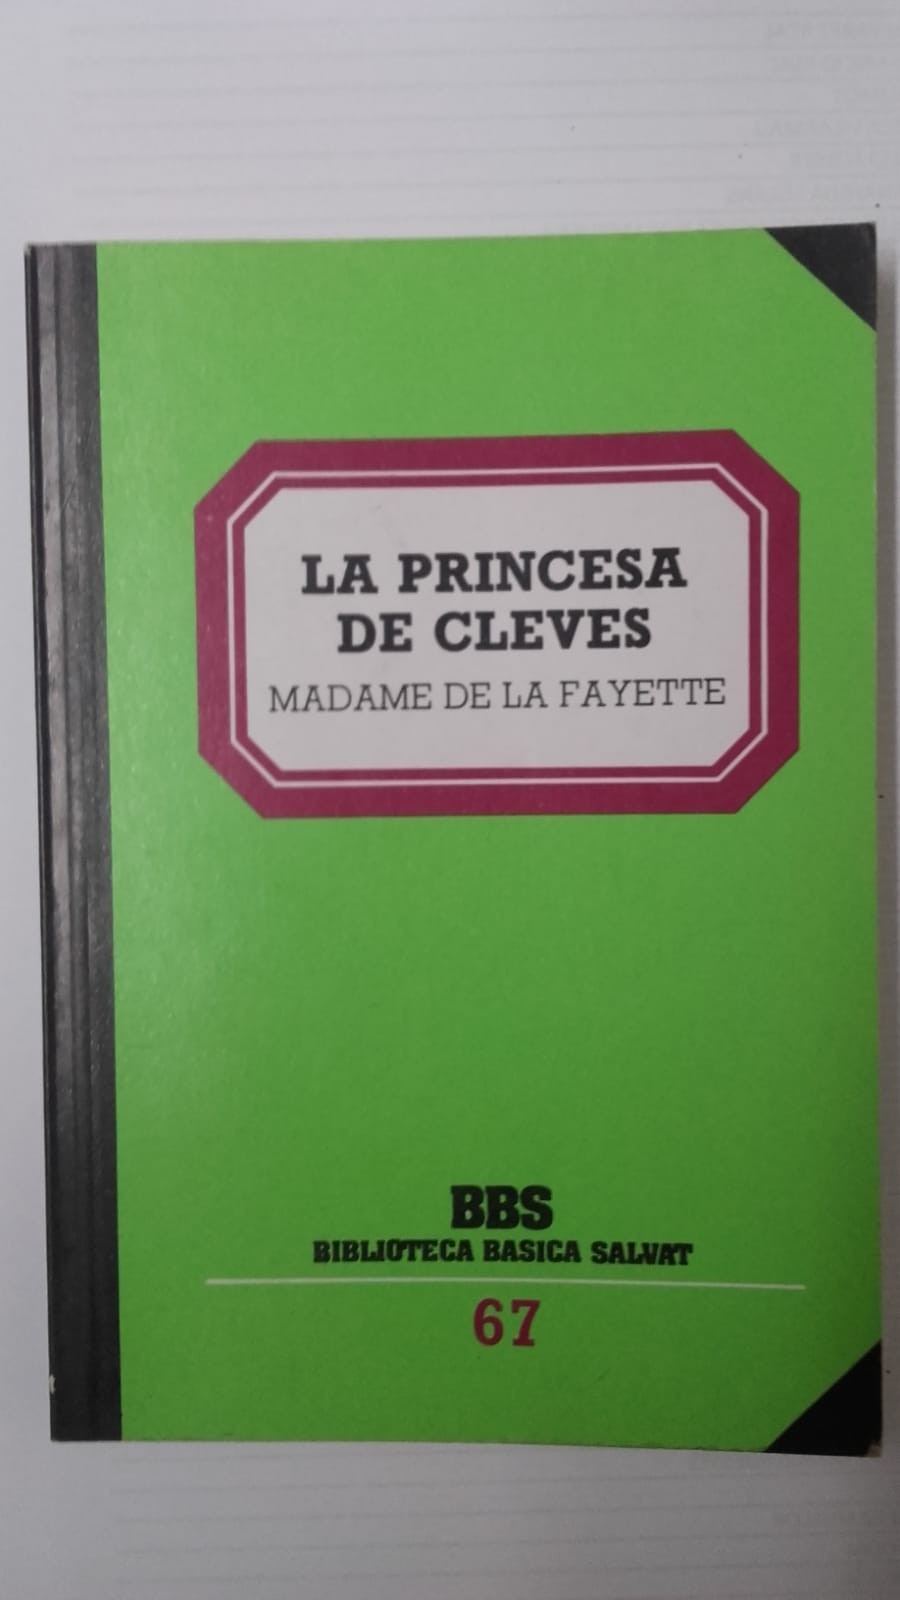 LA PRINCESA
DE CLEVES
MADAME DE LA FAYETTE
BBS
BIBLIOTECA BASICA SALVAT
67